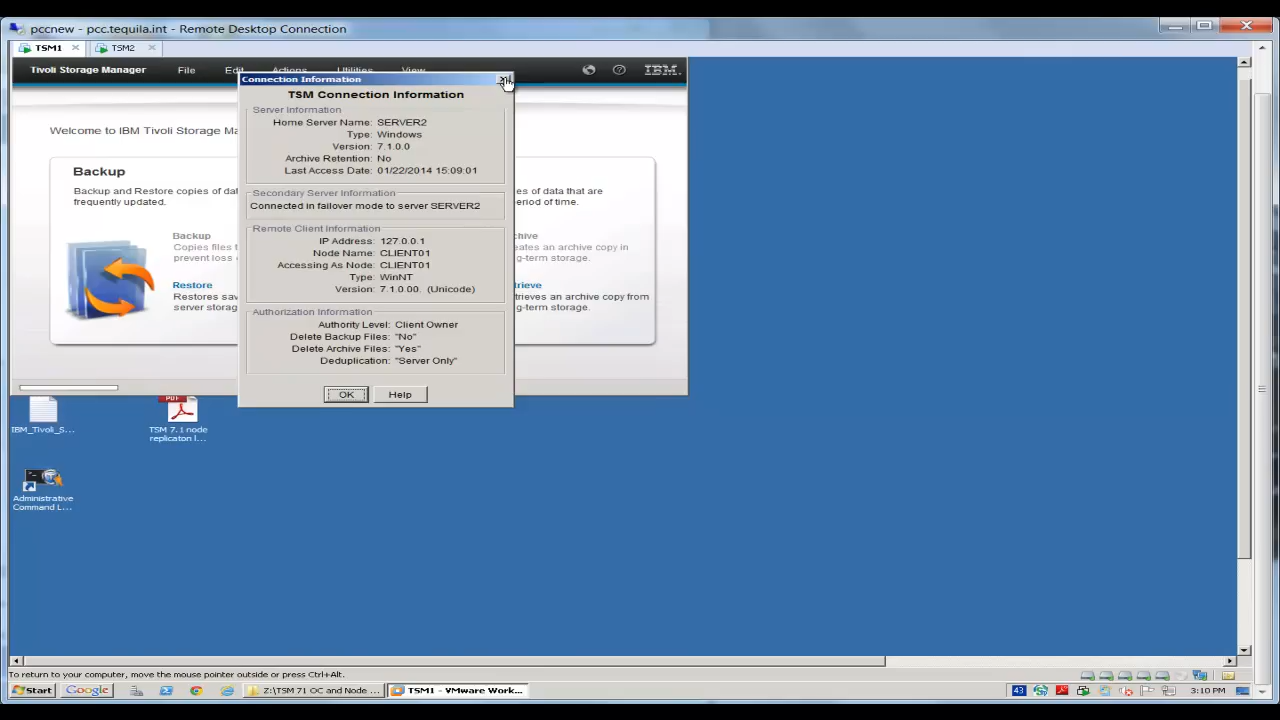 pccnew - pcc.tequila.int - Remote Desktop Connection
TSM1
TSM2
Tivoli Storage Manager
File
Edit
Actions
Utilities
View
IBM
Connection Information
TSM Connection Information
Server Information
Home Server Name: SERVER2
Type: Windows
Version: 7.1.0.0
Archive Retention: No
Last Access Date: 01/22/2014 15:09:01
Secondary Server Information
Connected in failover mode to server SERVER2
Remote Client Information
IP Address: 127.0.0.1
Node Name: CLIENT01
Accessing As Node: CLIENT01
Type: WinNT
Version: 7.1.0.00. (Unicode)
Authorization Information
Authority Level: Client Owner
Delete Backup Files: "No"
Delete Archive Files: "Yes"
Deduplication: "Server Only"
OK
Help
Welcome to IBM Tivoli Storage Ma
Backup
Backup and Restore copies of dat
frequently updated.
Backup
Copies files t
prevent loss
Restore
Restores sav
server storag
s of data that are
eriod of time.
chive
eates an archive copy in
g-term storage.
trieve
trieves an archive copy from
g-term storage.
IBM_Tivoli_S...
PDF
TSM 7.1 node
replicaton l...
Administrative
Command L...
To return to your computer, move the mouse pointer outside or press Ctrl+Alt.
Start
Google
Z:\TSM 71 OC and Node ...
TSM1 - VMware Work...
43
3:10 PM